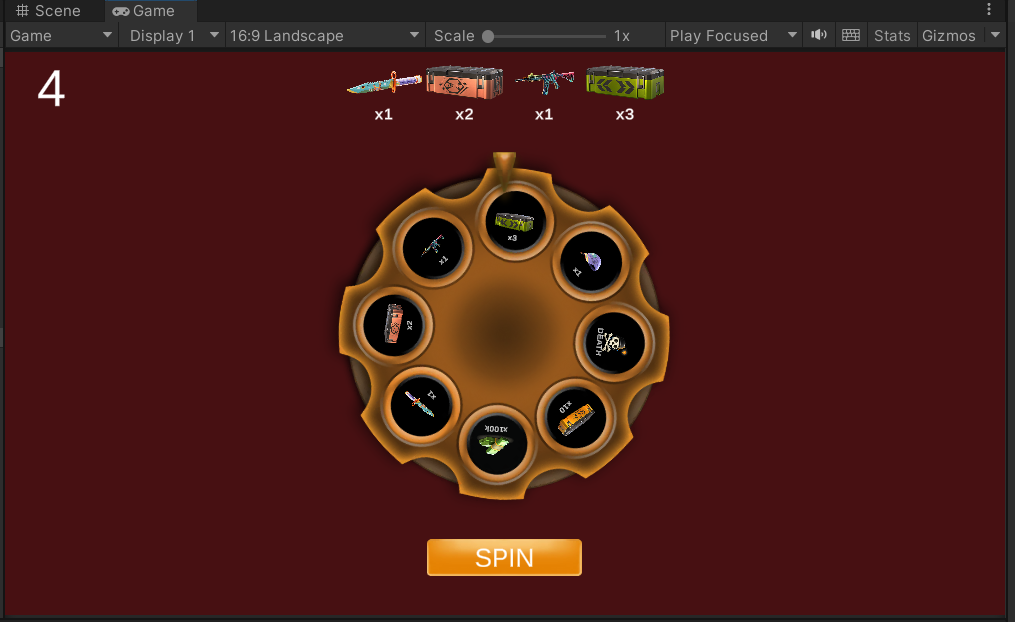 Scene
Game
Game
Display 1
16:9 Landscape
Scale
1x
Play Focused
Stats
Gizmos
4
x1
x2
x1
x3
x3
x1
x1
DEATH
x2
x10
x1
x100k
SPIN